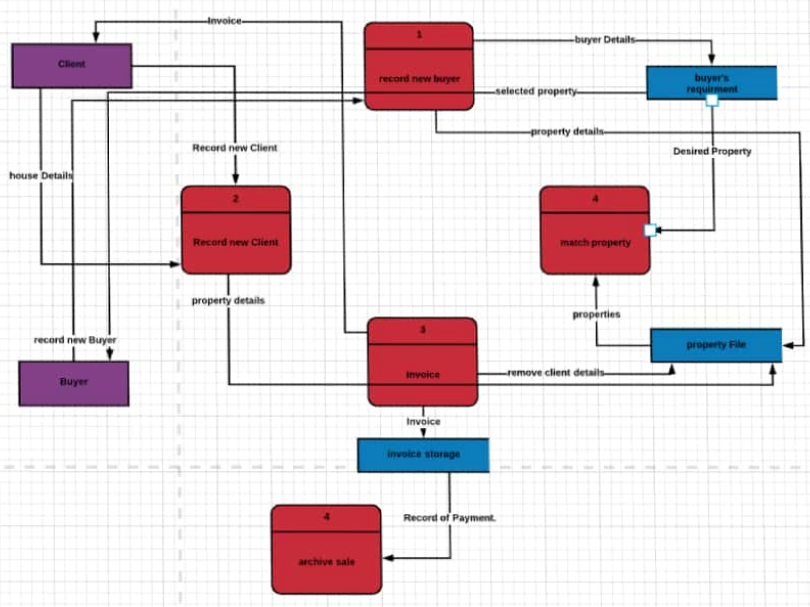 Invoice
1
record new buyer
buyer Details
Client
buyer's
requirment
selected property
property details
Record new Client
Desired Property
house Details
2
Record new Client
4
match property
property details
properties
3
invoice
record new Buyer
property File
Buyer
remove client details
Invoice
invoice storage
4
archive sale
Record of Payment.